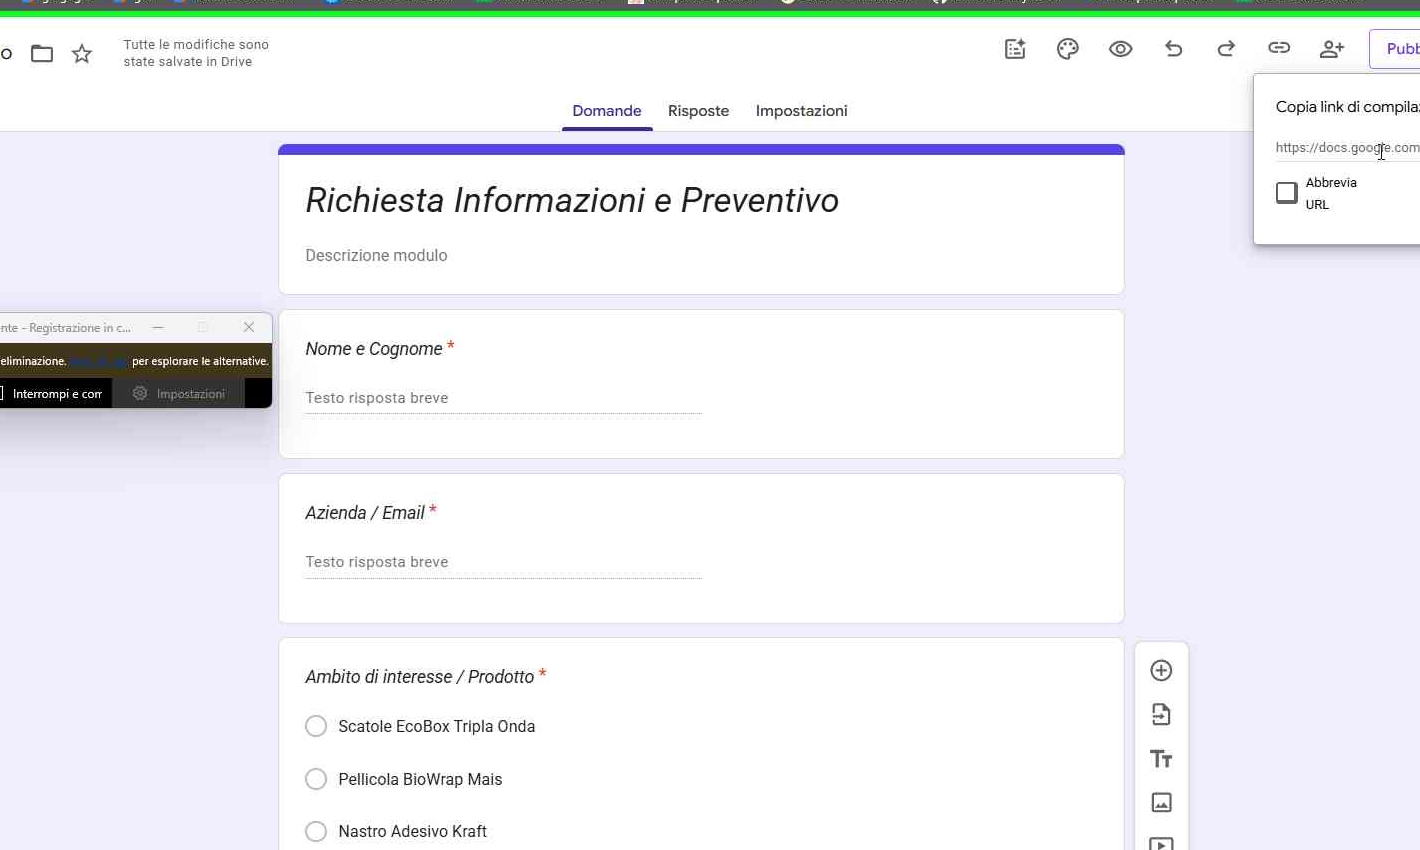 Tutte le modifiche sono
state salvate in Drive
Domande
Risposte
Impostazioni
Copia link di
https://docs.google.com
Abbrevia
URL
Richiesta Informazioni e Preventivo
Descrizione modulo
Registrazione in c...
eliminazione.
per esplorare le alternative.
Interrompi e
Impostazioni
Nome e Cognome *
Testo risposta breve
Azienda / Email *
Testo risposta breve
Ambito di interesse / Prodotto *
Scatole EcoBox Tripla Onda
Pellicola BioWrap Mais
Nastro Adesivo Kraft